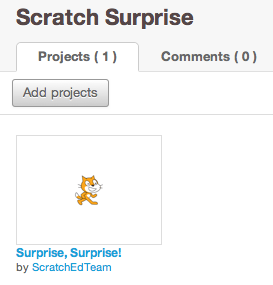 Scratch Surprise
Projects ( 1 ) Comments ( 0 )
Add projects
Surprise, Surprise!
by ScratchEdTeam